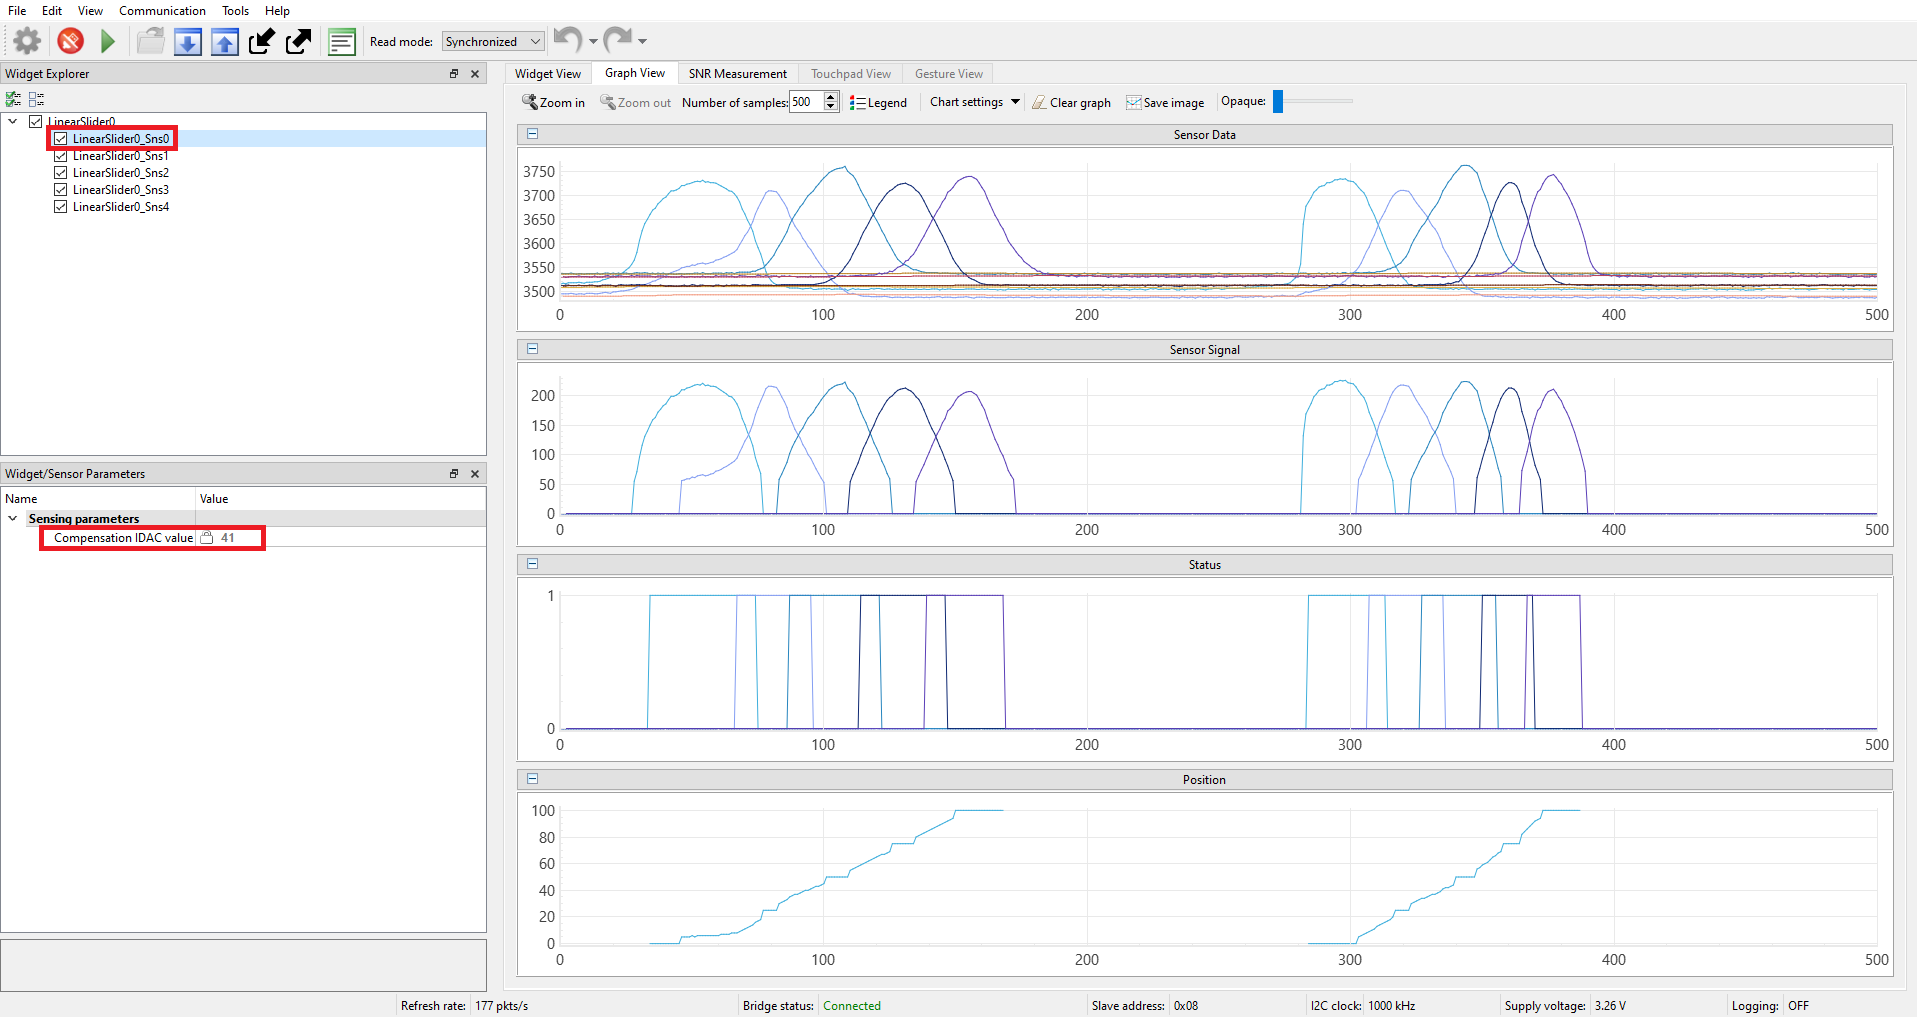 File Edit View Communication Tools Help
Read mode: Synchronized
Widget Explorer
LinearSlider0
LinearSlider0_Sns0
LinearSlider0_Sns1
LinearSlider0_Sns2
LinearSlider0_Sns3
LinearSlider0_Sns4
Widget/Sensor Parameters
Name Value
Sensing parameters
Compensation IDAC value 41
Widget View Graph View SNR Measurement Touchpad View Gesture View
Zoom in Zoom out Number of samples: 500 Legend Chart settings Clear graph Save image Opaque:
Sensor Data
3750
3700
3650
3600
3550
3500
0 100 200 300 400 500
Sensor Signal
200
150
100
50
0
0 100 200 300 400 500
Status
1
0
0 100 200 300 400 500
Position
100
80
60
40
20
0
0 100 200 300 400 500
Refresh rate: 177 pkts/s Bridge status: Connected Slave address: 0x08 I2C clock: 1000 kHz Supply voltage: 3.26 V Logging: OFF